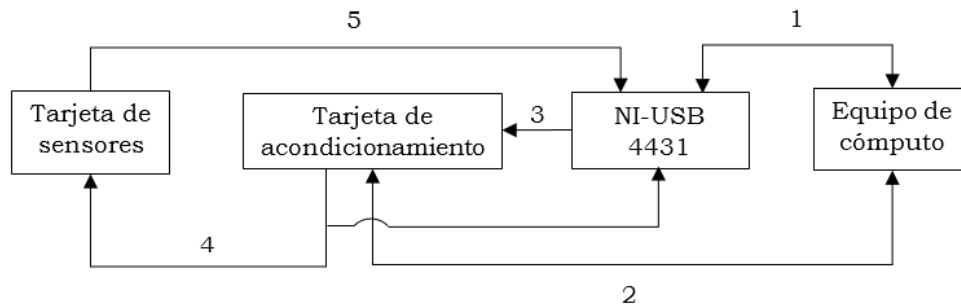 5
1
Tarjeta de
sensores
Tarjeta de
acondicionamiento
3
NI-USB
4431
Equipo de
cómputo
4
2